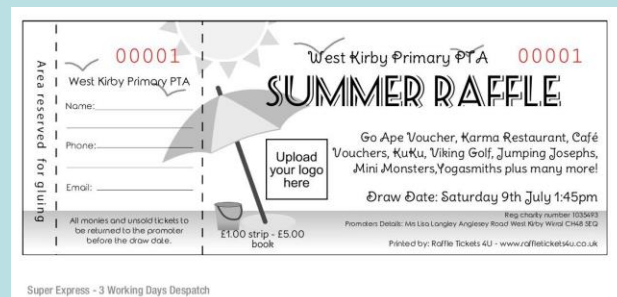 Area reserved for gluing
00001
West Kirby Primary PTA
Name:
Phone:
Email:
All monies and unsold tickets to
be returned to the promoter
before the draw date.
West Kirby Primary PTA
00001
SUMMER RAFFLE
Upload
your logo
here
Go Ape Voucher, Karma Restaurant, Café
Vouchers, KuKu, Viking Golf, Jumping Josephs,
Mini Monsters,Yogasmiths plus many more!
Draw Date: Saturday 9th July 1:45pm
Reg charity number 1035493
Promoters Details: Ms Lisa Langley Anglesey Road West Kirby Wirral CH48 5EQ
£1.00 strip - £5.00
book
Printed by: Raffle Tickets 4U - www.raffletickets4u.co.uk
Super Express - 3 Working Days Despatch